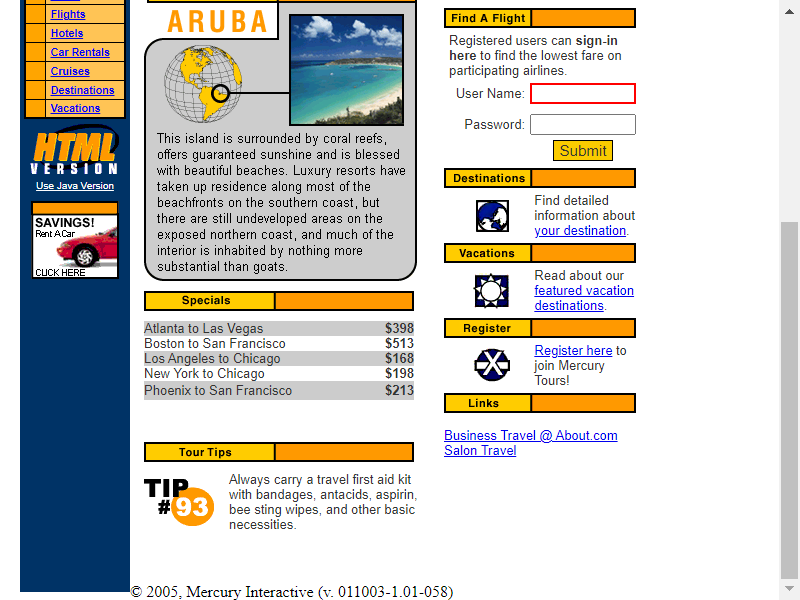 Flights
Hotels
Car Rentals
Cruises
Destinations
Vacations
HTML
VERSION
Use Java Version
SAVINGS!
Rent A Car
CLICK HERE
ARUBA
This island is surrounded by coral reefs,
offers guaranteed sunshine and is blessed
with beautiful beaches. Luxury resorts have
taken up residence along most of the
beachfronts on the southern coast, but
there are still undeveloped areas on the
exposed northern coast, and much of the
interior is inhabited by nothing more
substantial than goats.
Specials
Atlanta to Las Vegas $398
Boston to San Francisco $513
Los Angeles to Chicago $168
New York to Chicago $198
Phoenix to San Francisco $213
Tour Tips
TIP
#93
Always carry a travel first aid kit
with bandages, antacids, aspirin,
bee sting wipes, and other basic
necessities.
Find A Flight
Registered users can sign-in
here to find the lowest fare on
participating airlines.
User Name:
Password:
Submit
Destinations
Find detailed
information about
your destination.
Vacations
Read about our
featured vacation
destinations.
Register
Register here to
join Mercury
Tours!
Links
Business Travel @ About.com
Salon Travel
© 2005, Mercury Interactive (v. 011003-1.01-058)